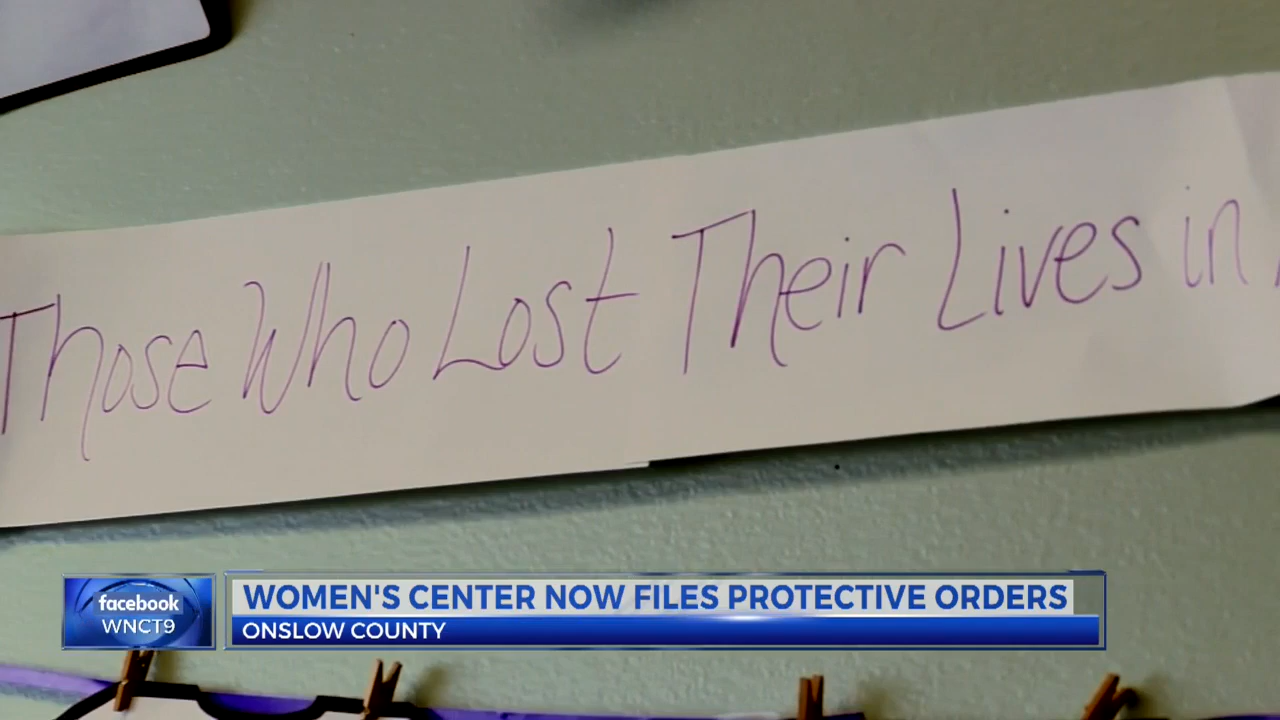 Those Who Lost Their Lives in
facebook
WNCT9
WOMEN'S CENTER NOW FILES PROTECTIVE ORDERS
ONSLOW COUNTY